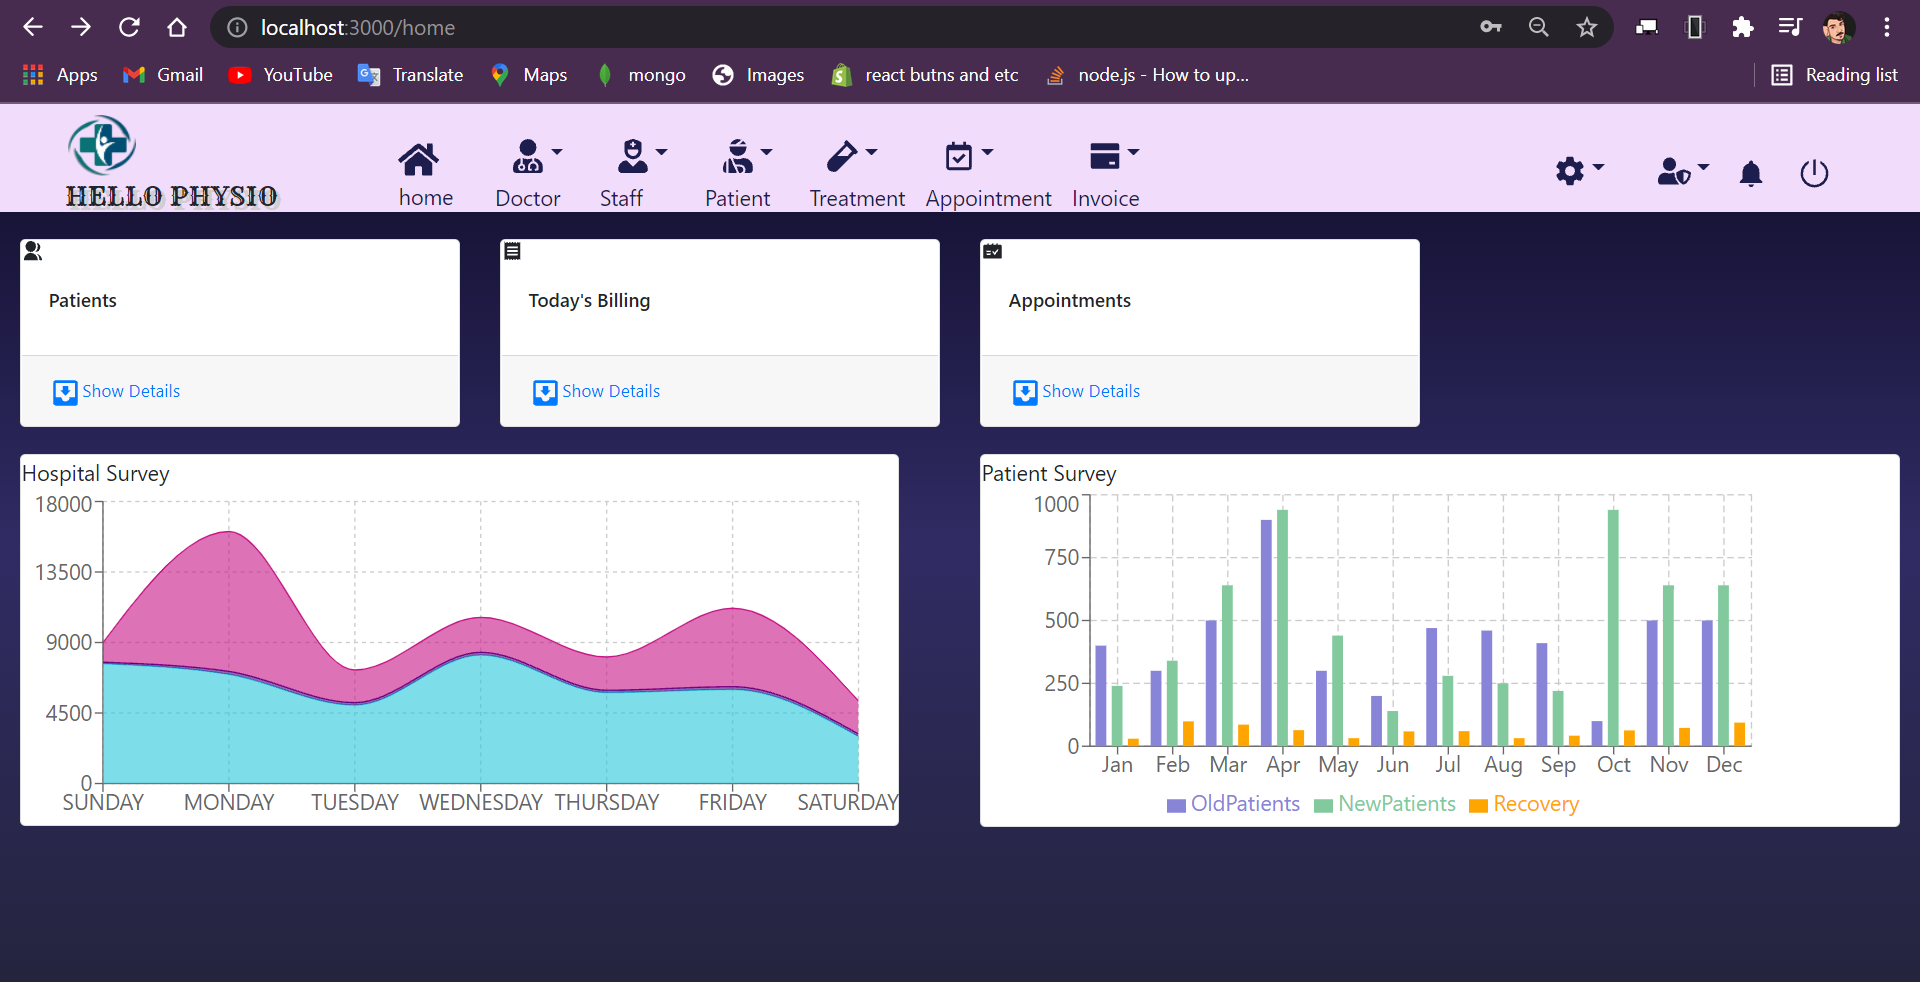 localhost:3000/home
Apps Gmail YouTube Translate Maps mongo Images react butns and etc node.js - How to up... Reading list
HELLO PHYSIO
home Doctor Staff Patient Treatment Appointment Invoice
Patients
Show Details
Today's Billing
Show Details
Appointments
Show Details
Hospital Survey
18000
13500
9000
4500
0
SUNDAY MONDAY TUESDAY WEDNESDAY THURSDAY FRIDAY SATURDAY
Patient Survey
1000
750
500
250
0
Jan Feb Mar Apr May Jun Jul Aug Sep Oct Nov Dec
OldPatients NewPatients Recovery